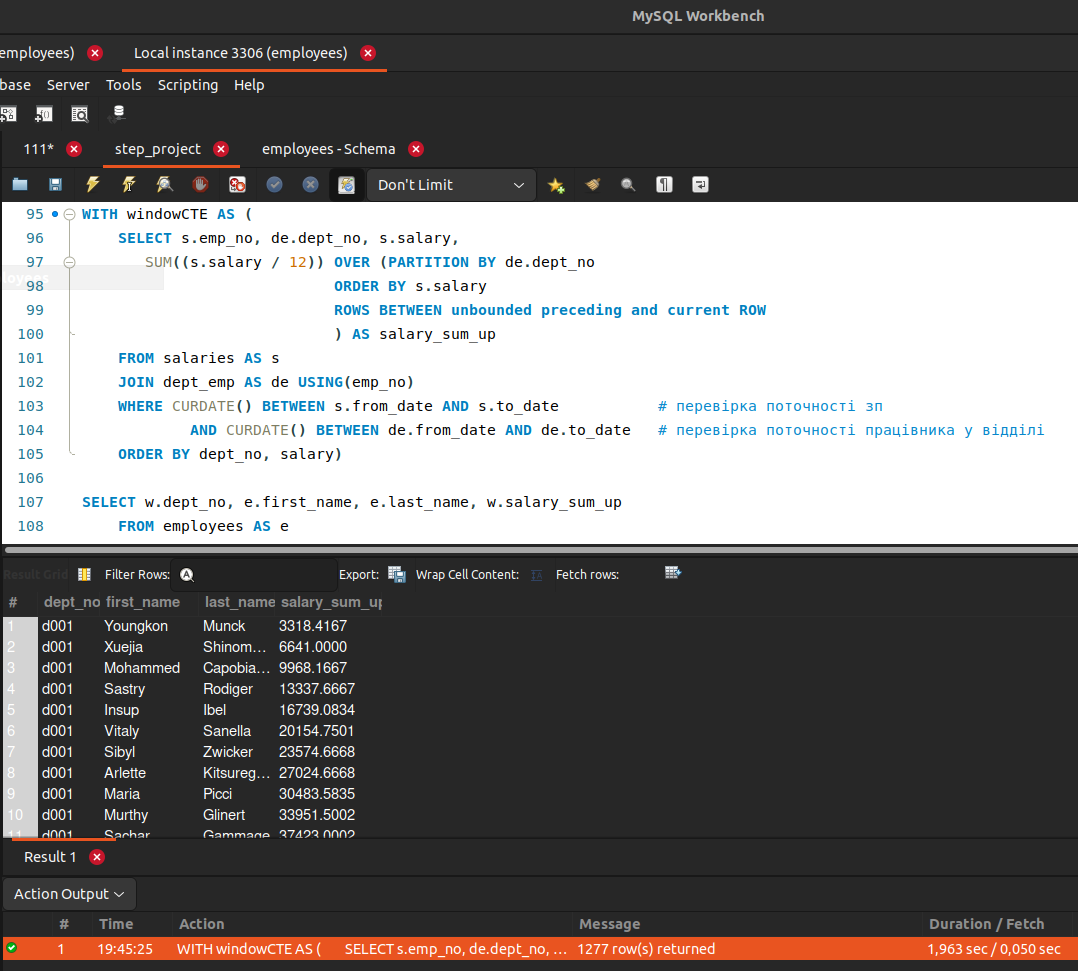 MySQL Workbench
employees) Local instance 3306 (employees)
base Server Tools Scripting Help
111* step_project employees - Schema
Don't Limit
95 WITH windowCTE AS (
96 SELECT s.emp_no, de.dept_no, s.salary,
97 SUM((s.salary / 12)) OVER (PARTITION BY de.dept_no
98 ORDER BY s.salary
99 ROWS BETWEEN unbounded preceding and current ROW
100 ) AS salary_sum_up
101 FROM salaries AS s
102 JOIN dept_emp AS de USING(emp_no)
103 WHERE CURDATE() BETWEEN s.from_date AND s.to_date # перевірка поточності зп
104 AND CURDATE() BETWEEN de.from_date AND de.to_date # перевірка поточності працівника у відділі
105 ORDER BY dept_no, salary)
106
107 SELECT w.dept_no, e.first_name, e.last_name, w.salary_sum_up
108 FROM employees AS e
Result Grid Filter Rows: Export: Wrap Cell Content: Fetch rows:
# dept_no first_name last_name salary_sum_up
1 d001 Youngkon Munck 3318.4167
2 d001 Xuejia Shinom... 6641.0000
3 d001 Mohammed Capobia... 9968.1667
4 d001 Sastry Rodiger 13337.6667
5 d001 Insup Ibel 16739.0834
6 d001 Vitaly Sanella 20154.7501
7 d001 Sibyl Zwicker 23574.6668
8 d001 Arlette Kitsureg... 27024.6668
9 d001 Maria Picci 30483.5835
10 d001 Murthy Glinert 33951.5002
11 d001 Sachar Gammage 37423.0002
Result 1
Action Output
# Time Action Message Duration / Fetch
1 19:45:25 WITH windowCTE AS ( SELECT s.emp_no, de.dept_no, ... 1277 row(s) returned 1,963 sec / 0,050 sec